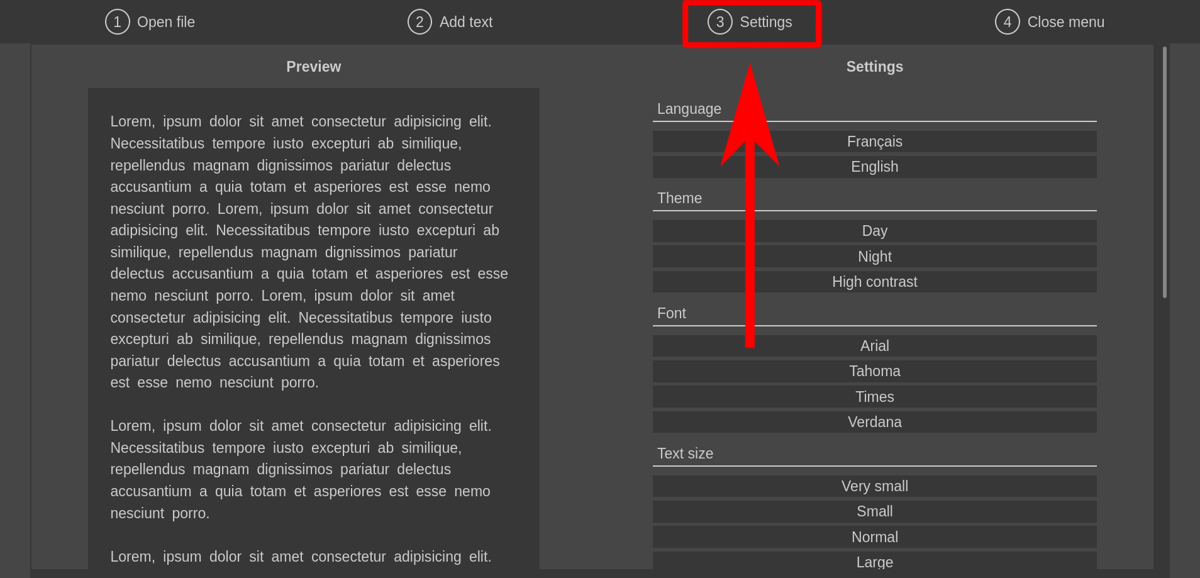 1 Open file
2 Add text
3 Settings
4 Close menu
Preview
Lorem, ipsum dolor sit amet consectetur adipisicing elit.
Necessitatibus tempore iusto excepturi ab similique,
repellendus magnam dignissimos pariatur delectus
accusantium a quia totam et asperiores est esse nemo
nesciunt porro. Lorem, ipsum dolor sit amet consectetur
adipisicing elit. Necessitatibus tempore iusto excepturi ab
similique, repellendus magnam dignissimos pariatur
delectus accusantium a quia totam et asperiores est esse
nemo nesciunt porro. Lorem, ipsum dolor sit amet
consectetur adipisicing elit. Necessitatibus tempore iusto
excepturi ab similique, repellendus magnam dignissimos
pariatur delectus accusantium a quia totam et asperiores
est esse nemo nesciunt porro.
Lorem, ipsum dolor sit amet consectetur adipisicing elit.
Necessitatibus tempore iusto excepturi ab similique,
repellendus magnam dignissimos pariatur delectus
accusantium a quia totam et asperiores est esse nemo
nesciunt porro.
Lorem, ipsum dolor sit amet consectetur adipisicing elit.
Settings
Language
Français
English
Theme
Day
Night
High contrast
Font
Arial
Tahoma
Times
Verdana
Text size
Very small
Small
Normal
Large